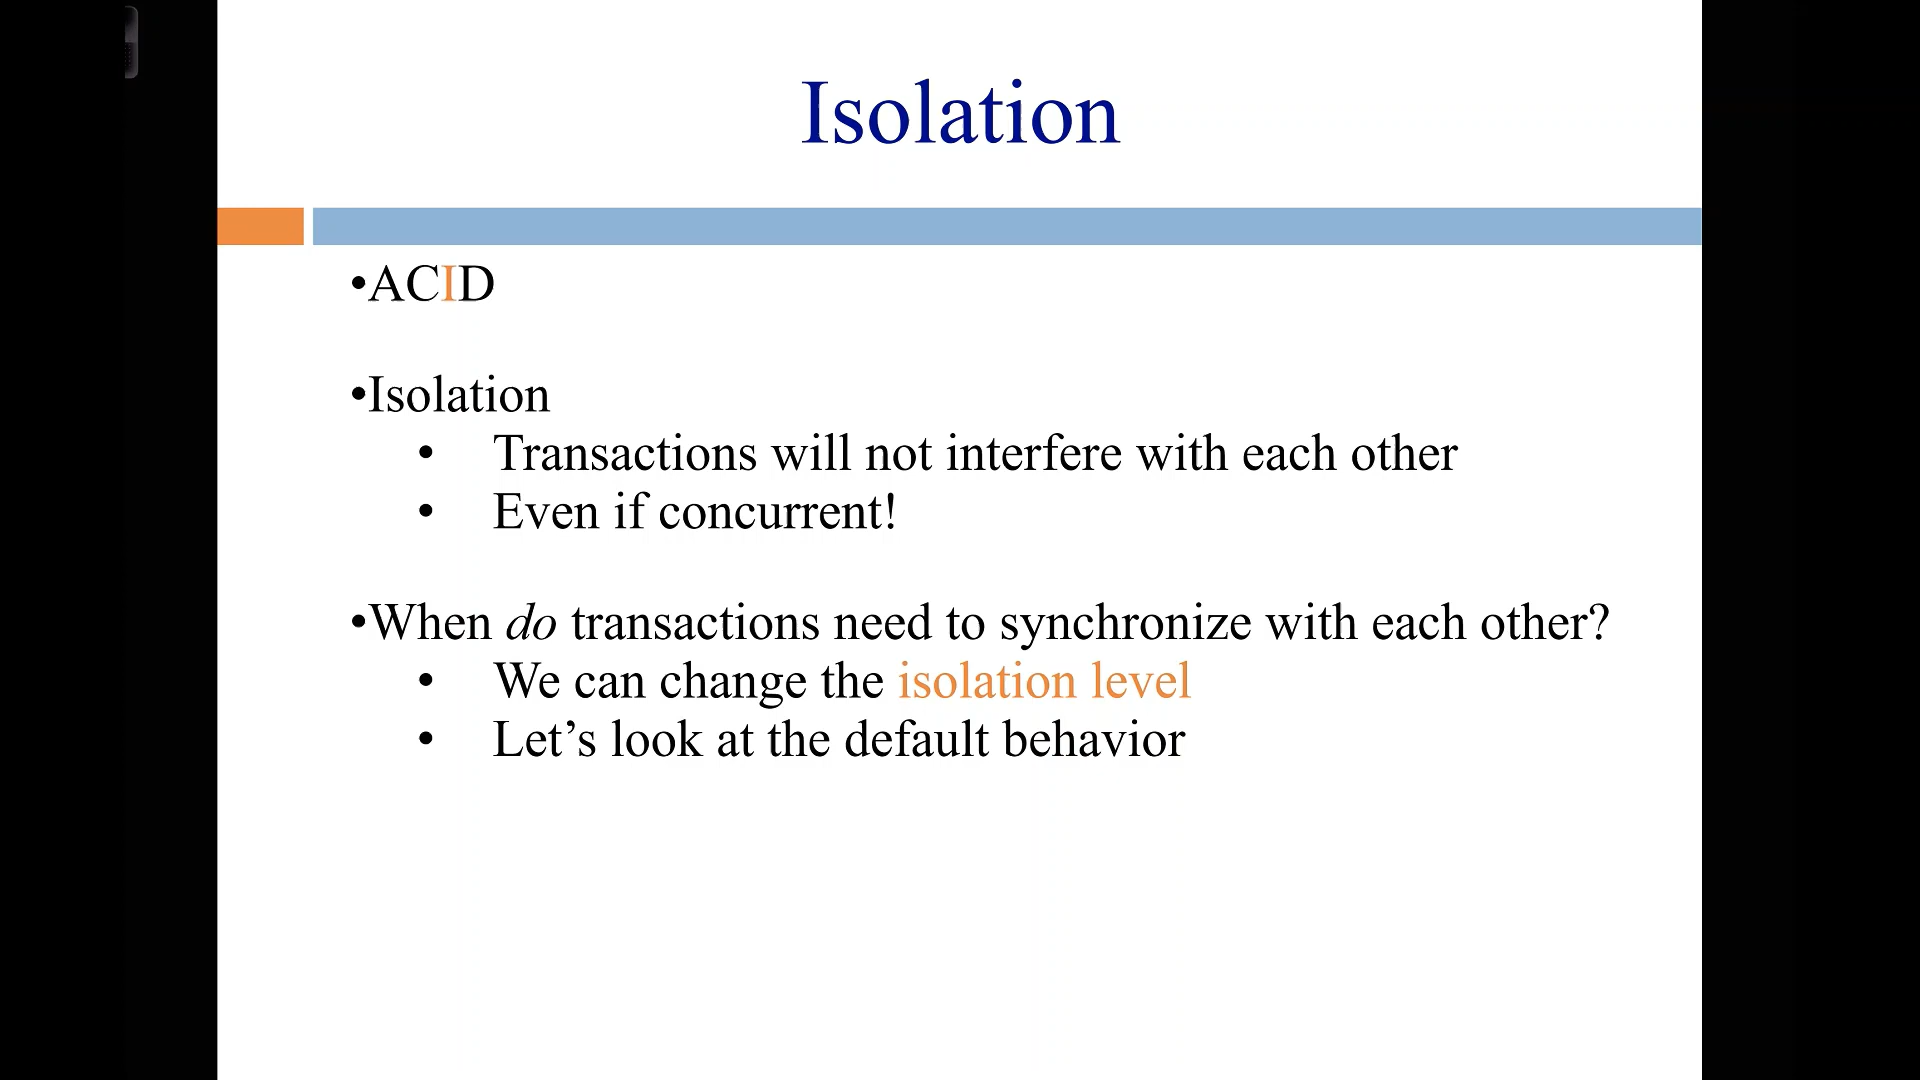 Isolation
•ACID
•Isolation
• Transactions will not interfere with each other
• Even if concurrent!
•When do transactions need to synchronize with each other?
• We can change the isolation level
• Let’s look at the default behavior